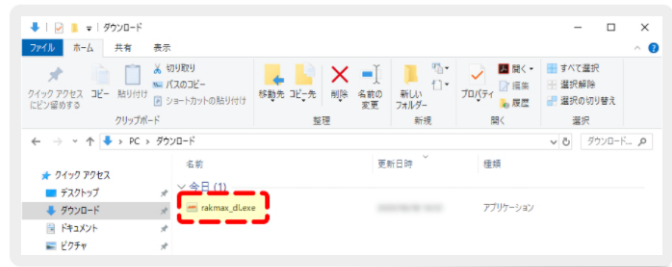 ダウンロード
ファイル ホーム 共有 表示
クイック アクセス
にピン留めする
コピー
貼り付け
切り取り
パスのコピー
ショートカットの貼り付け
クリップボード
移動先
コピー先
削除
名前の
変更
整理
新しい
フォルダー
新規
プロパティ
開く
編集
履歴
開く
すべて選択
選択解除
選択の切り替え
選択
PC > ダウンロード
ダウンロード...
名前 更新日時 種類
クイック アクセス
デスクトップ
ダウンロード
ドキュメント
ピクチャ
今日 (1)
rakmax_dl.exe アプリケーション